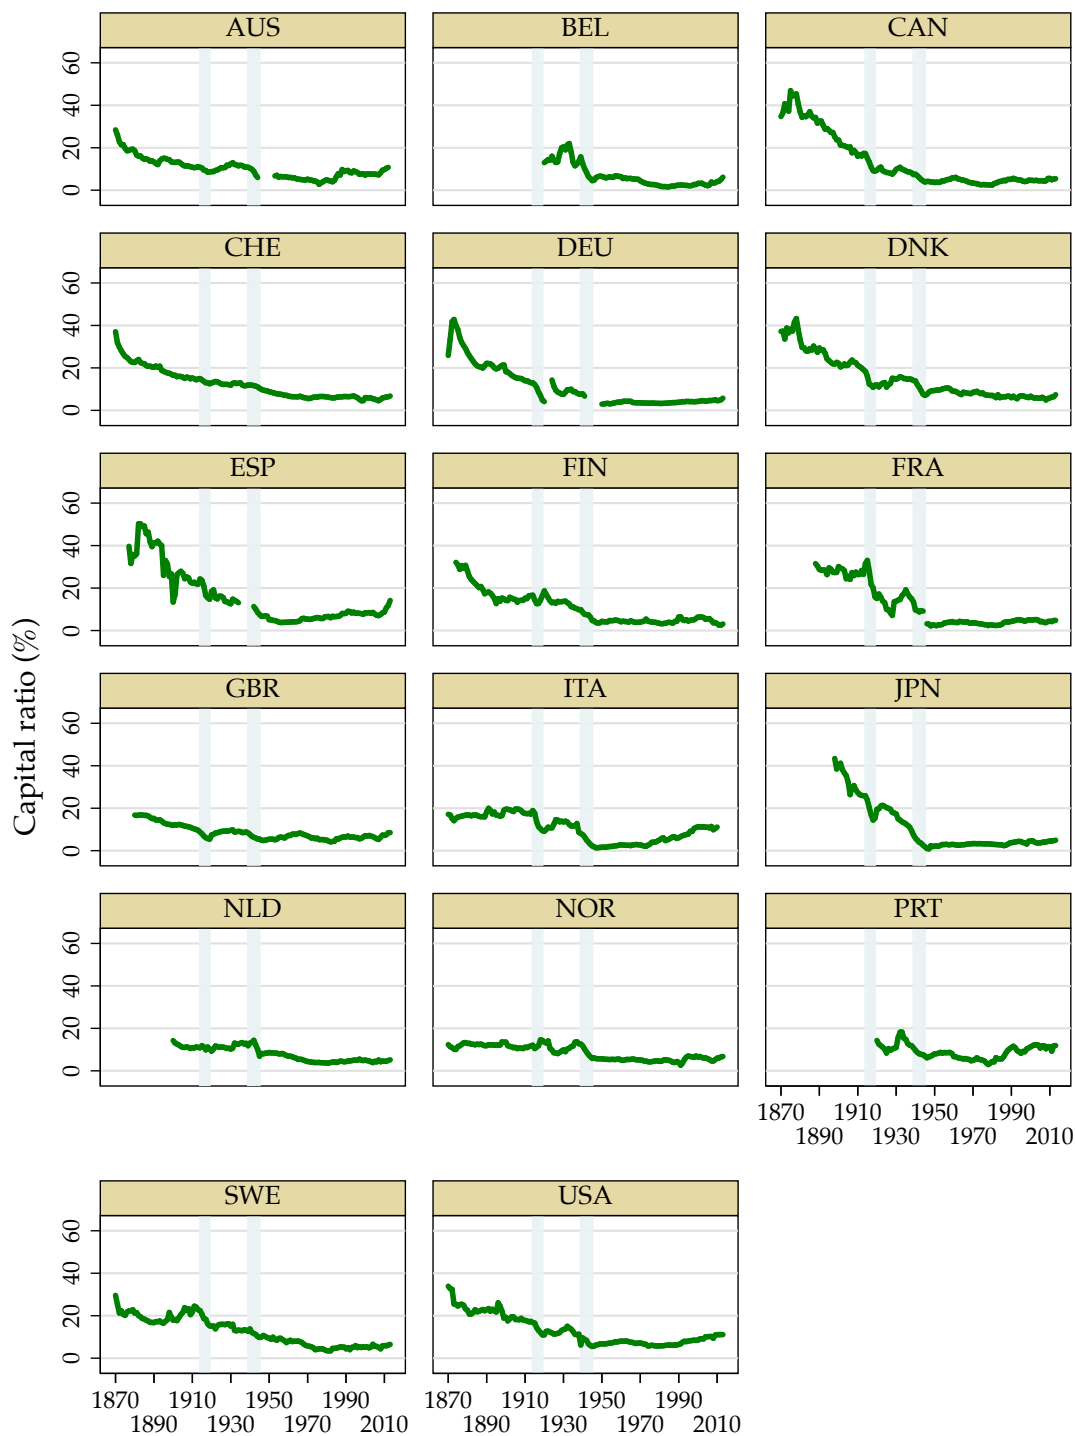 AUS BEL CAN
60
40
20
0
CHE DEU DNK
60
40
20
0
ESP FIN FRA
60
40
20
0
Capital ratio (%)
GBR ITA JPN
60
40
20
0
NLD NOR PRT
60
40
20
0
1870 1910 1950 1990
1890 1930 1970 2010
SWE USA
60
40
20
0
1870 1910 1950 1990 1870 1910 1950 1990
1890 1930 1970 2010 1890 1930 1970 2010